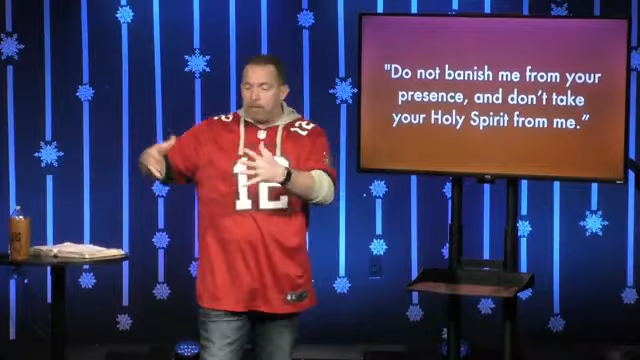 "Do not banish me from your
presence, and don't take
your Holy Spirit from me."
12
12